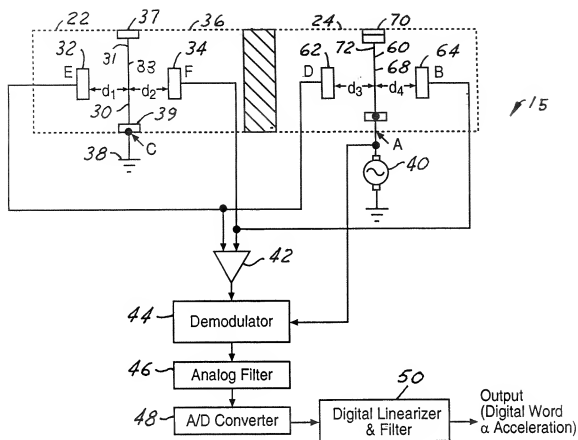 22 37 36 24 70
32 31 33 34 62 72 60 64
E F D 68 B
d1 d2 d3 d4
15
30 39
38 C A
40
42
44 Demodulator
46 Analog Filter
50
48 A/D Converter
Digital Linearizer
& Filter
Output
(Digital Word
α Acceleration)